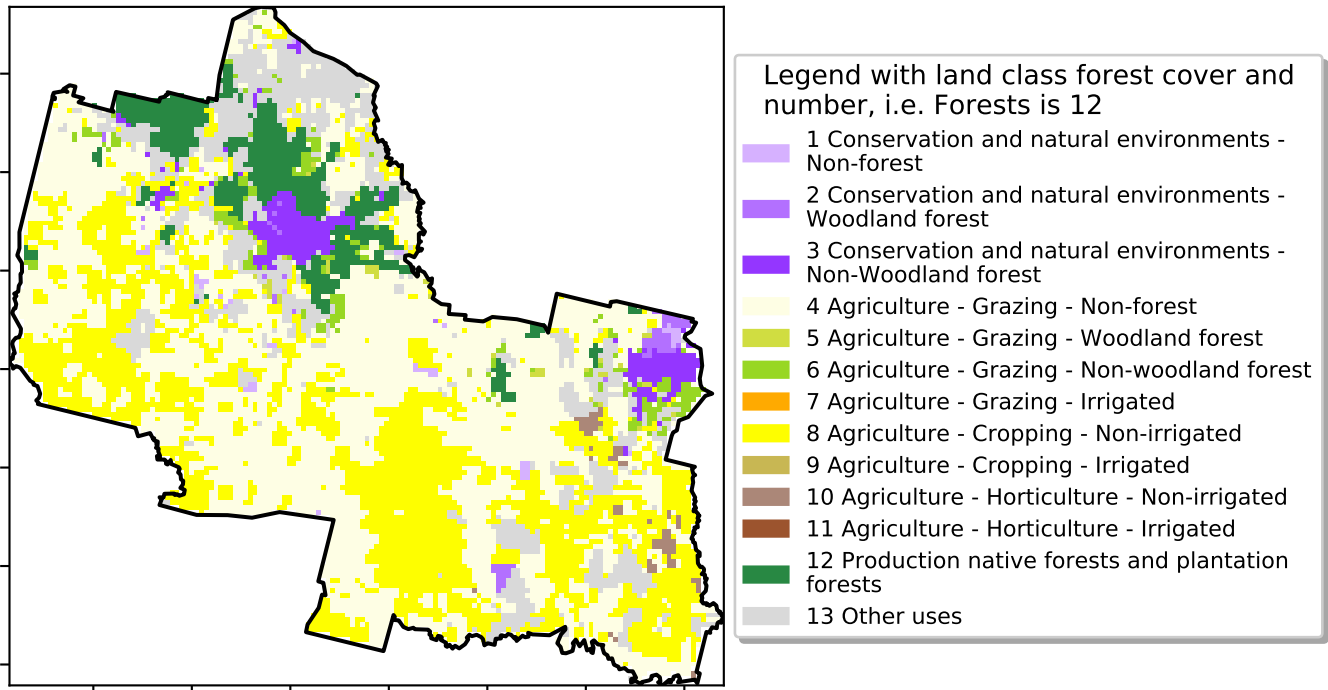 Legend with land class forest cover and
number, i.e. Forests is 12
1 Conservation and natural environments -
Non-forest
2 Conservation and natural environments -
Woodland forest
3 Conservation and natural environments -
Non-Woodland forest
4 Agriculture - Grazing - Non-forest
5 Agriculture - Grazing - Woodland forest
6 Agriculture - Grazing - Non-woodland forest
7 Agriculture - Grazing - Irrigated
8 Agriculture - Cropping - Non-irrigated
9 Agriculture - Cropping - Irrigated
10 Agriculture - Horticulture - Non-irrigated
11 Agriculture - Horticulture - Irrigated
12 Production native forests and plantation
forests
13 Other uses